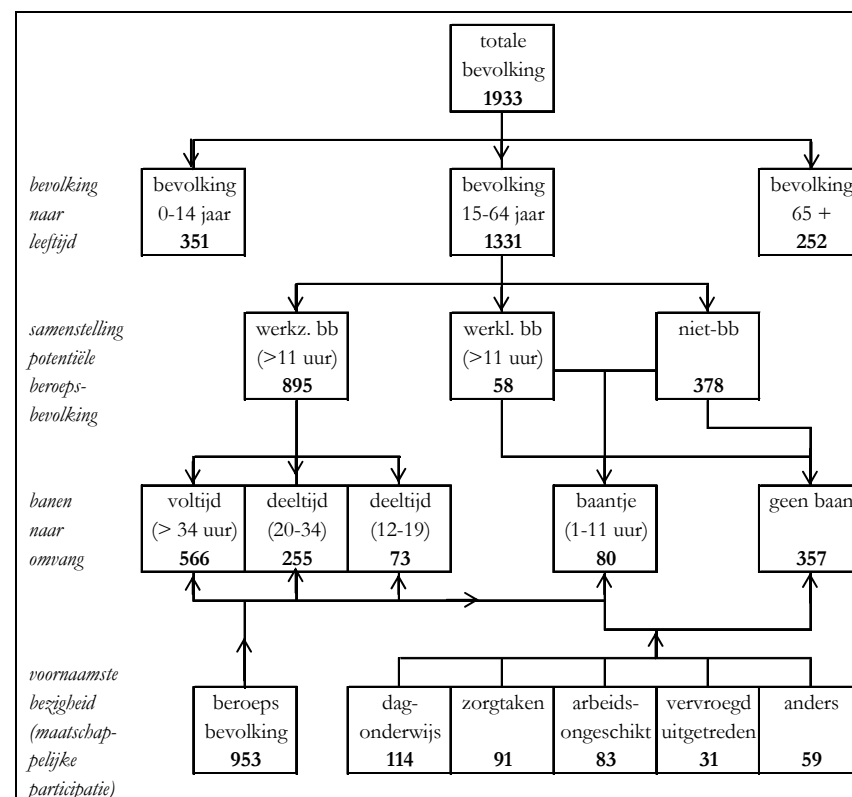 totale
bevolking
1933
bevolking
naar
leeftijd
bevolking
0-14 jaar
351
bevolking
15-64 jaar
1331
bevolking
65 +
252
samenstelling
potentiële
beroeps-
bevolking
werkz. bb
(>11 uur)
895
werkl. bb
(>11 uur)
58
niet-bb
378
banen
naar
omvang
voltijd
(> 34 uur)
566
deeltijd
(20-34)
255
deeltijd
(12-19)
73
baantje
(1-11 uur)
80
geen baan
357
voornaamste
bezigheid
(maatschap-
pelijke
participatie)
beroeps
bevolking
953
dag-
onderwijs
114
zorgtaken
91
arbeids-
ongeschikt
83
vervroegd
uitgetreden
31
anders
59